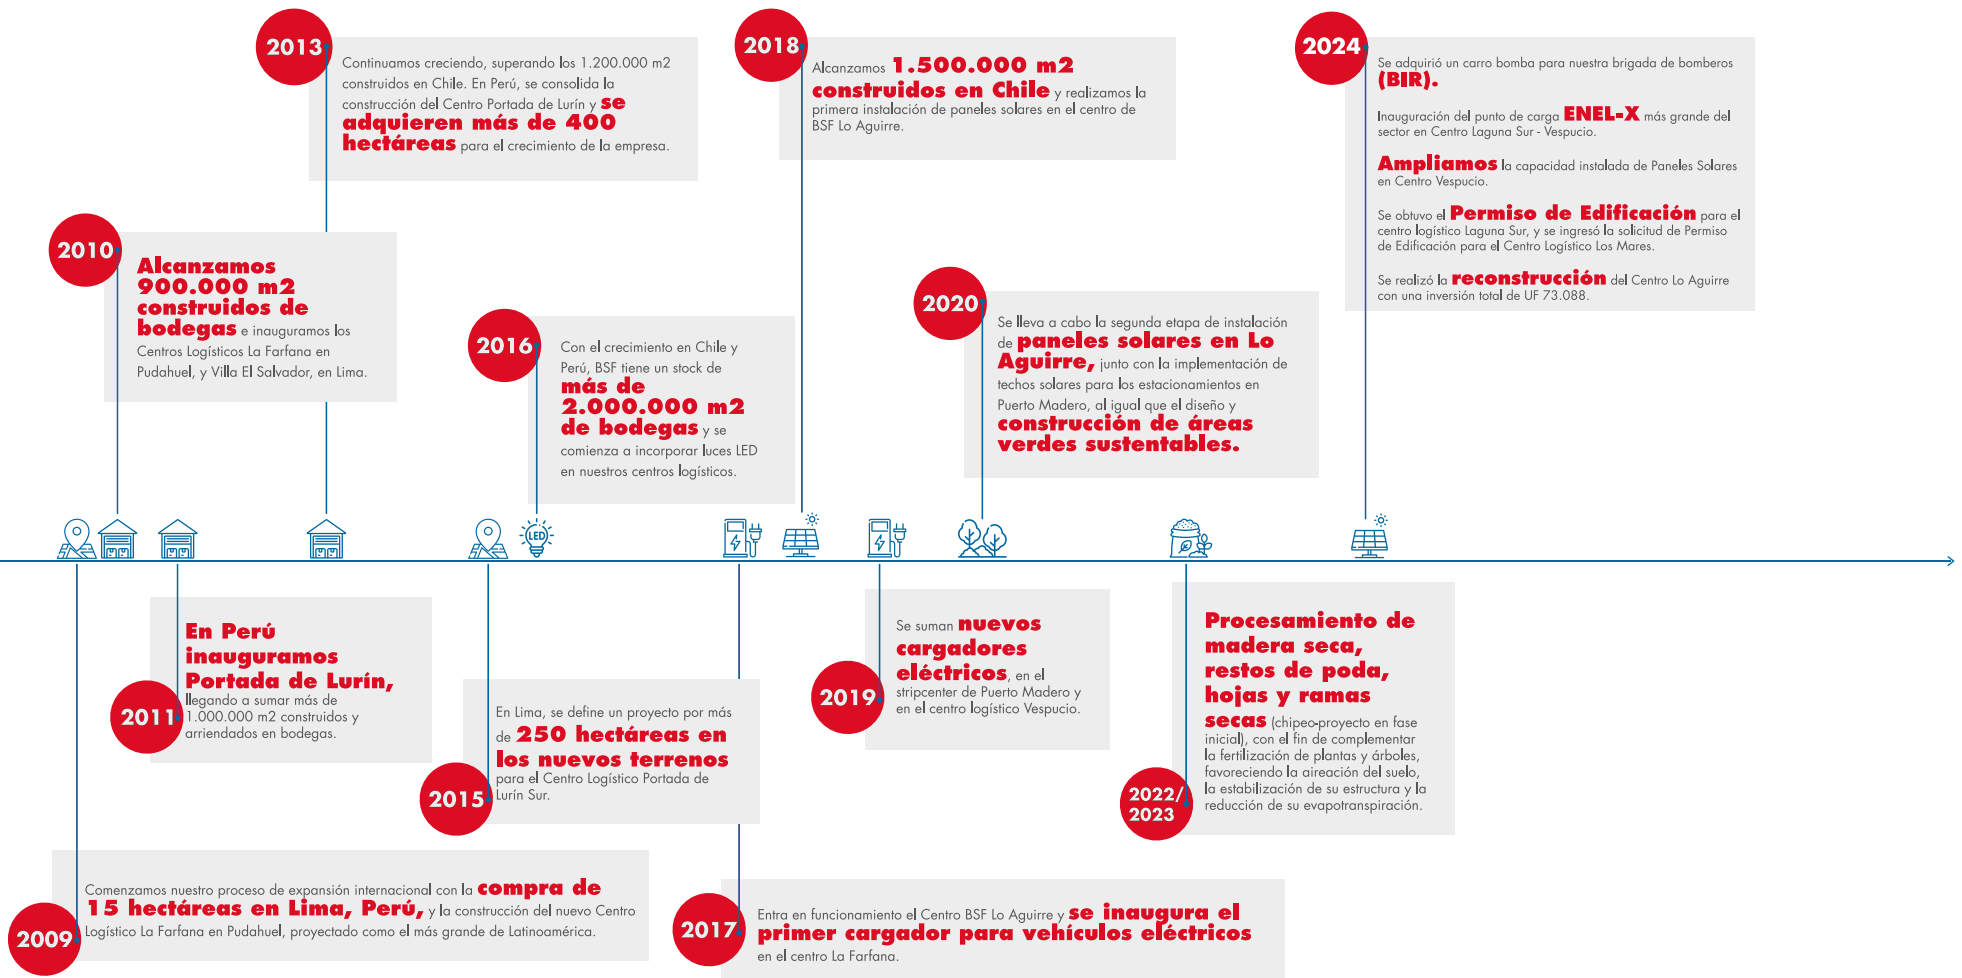 2013
Continuamos creciendo, superando los 1.200.000 m2
construidos en Chile. En Perú, se consolida la
construcción del Centro Portada de Lurín y se
adquieren más de 400
hectáreas para el crecimiento de la empresa.
2018
Alcanzamos 1.500.000 m2
construidos en Chile y realizamos la
primera instalación de paneles solares en el centro de
BSF Lo Aguirre.
2024
Se adquirió un carro bomba para nuestra brigada de bomberos
(BIR).
Inauguración del punto de carga ENEL-X más grande del
sector en Centro Laguna Sur - Vespucio.
Ampliamos la capacidad instalada de Paneles Solares
en Centro Vespucio.
Se obtuvo el Permiso de Edificación para el
centro logístico Laguna Sur, y se ingresó la solicitud de Permiso
de Edificación para el Centro Logístico Los Mares.
Se realizó la reconstrucción del Centro Lo Aguirre
con una inversión total de UF 73.088.
2010
Alcanzamos
900.000 m2
construidos de
bodegas e inauguramos los
Centros Logísticos La Farfana en
Pudahuel, y Villa El Salvador, en Lima.
2016
Con el crecimiento en Chile y
Perú, BSF tiene un stock de
más de
2.000.000 m2
de bodegas y se
comienza a incorporar luces LED
en nuestros centros logísticos.
2020
Se lleva a cabo la segunda etapa de instalación
de paneles solares en Lo
Aguirre, junto con la implementación de
techos solares para los estacionamientos en
Puerto Madero, al igual que el diseño y
construcción de áreas
verdes sustentables.
LED
2011
En Perú
inauguramos
Portada de Lurín,
llegando a sumar más de
1.000.000 m2 construidos y
arriendados en bodegas.
2015
En Lima, se define un proyecto por más
de 250 hectáreas en
los nuevos terrenos
para el Centro Logístico Portada de
Lurín Sur.
2019
Se suman nuevos
cargadores
eléctricos, en el
stripcenter de Puerto Madero y
en el centro logístico Vespucio.
2022/
2023
Procesamiento de
madera seca,
restos de poda,
hojas y ramas
secas (chipeo-proyecto en fase
inicial), con el fin de complementar
la fertilización de plantas y árboles,
favoreciendo la aireación del suelo,
la estabilización de su estructura y la
reducción de su evapotranspiración.
2009
Comenzamos nuestro proceso de expansión internacional con la compra de
15 hectáreas en Lima, Perú, y la construcción del nuevo Centro
Logístico La Farfana en Pudahuel, proyectado como el más grande de Latinoamérica.
2017
Entra en funcionamiento el Centro BSF Lo Aguirre y se inaugura el
primer cargador para vehículos eléctricos
en el centro La Farfana.